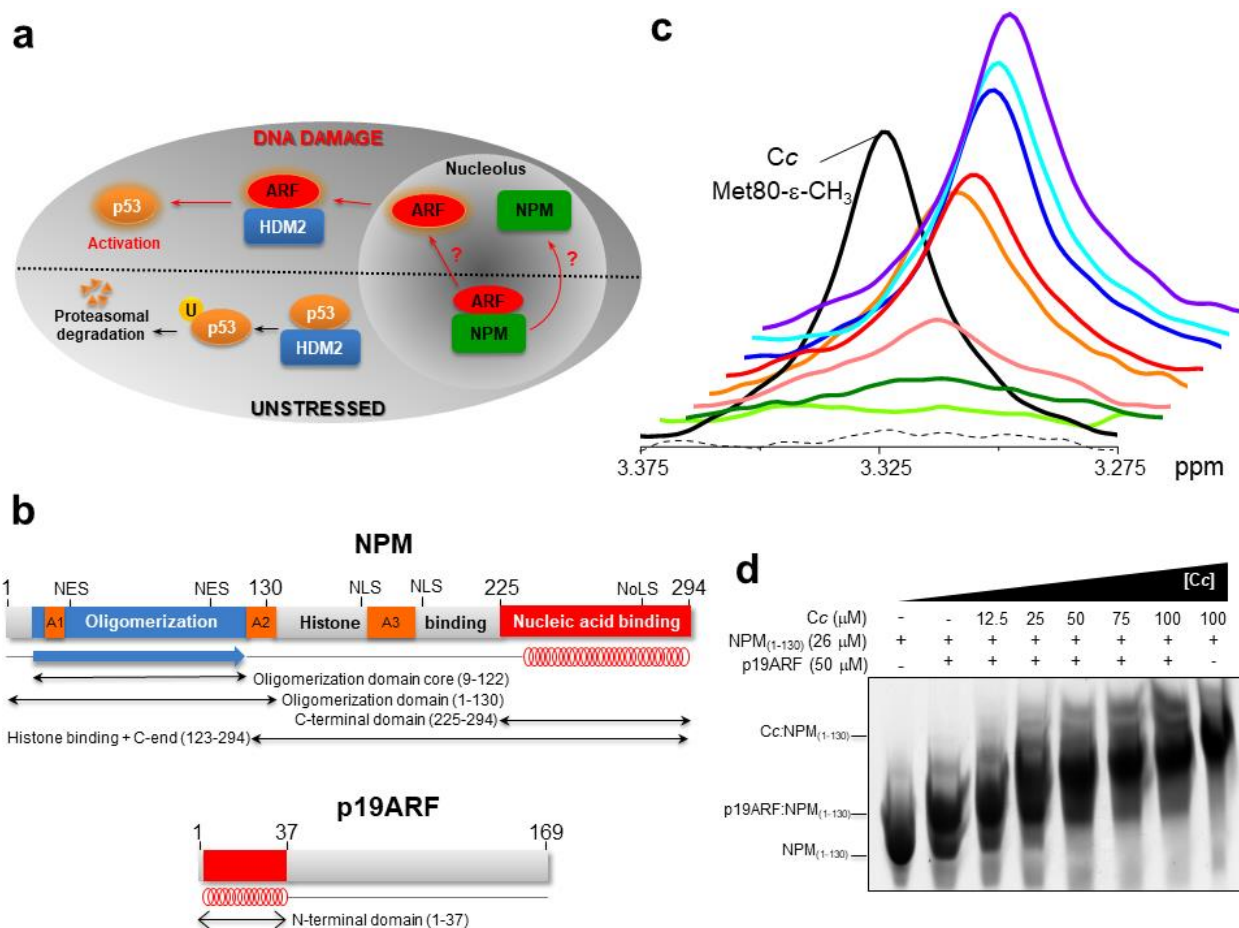 a
DNA DAMAGE
Nucleolus
ARF
p53
HDM2
Activation
ARF
NPM
?
?
ARF
NPM
U
Proteasomal
degradation
p53
p53
HDM2
UNSTRESSED
c
Cc
Met80-ε-CH3
3.375
3.325
3.275
ppm
b
NPM
1
NES
NES
130
NLS
NLS
225
NoLS
294
A1
Oligomerization
A2
Histone
A3
binding
Nucleic acid binding
Oligomerization domain core (9-122)
Oligomerization domain (1-130)
C-terminal domain (225-294)
Histone binding + C-end (123-294)
p19ARF
1
37
169
N-terminal domain (1-37)
d
[Cc]
Cc (μM) - - 12.5 25 50 75 100 100
NPM(1-130) (26 μM) + + + + + + + +
p19ARF (50 μM) - + + + + + + -
Cc:NPM(1-130)
p19ARF:NPM(1-130)
NPM(1-130)